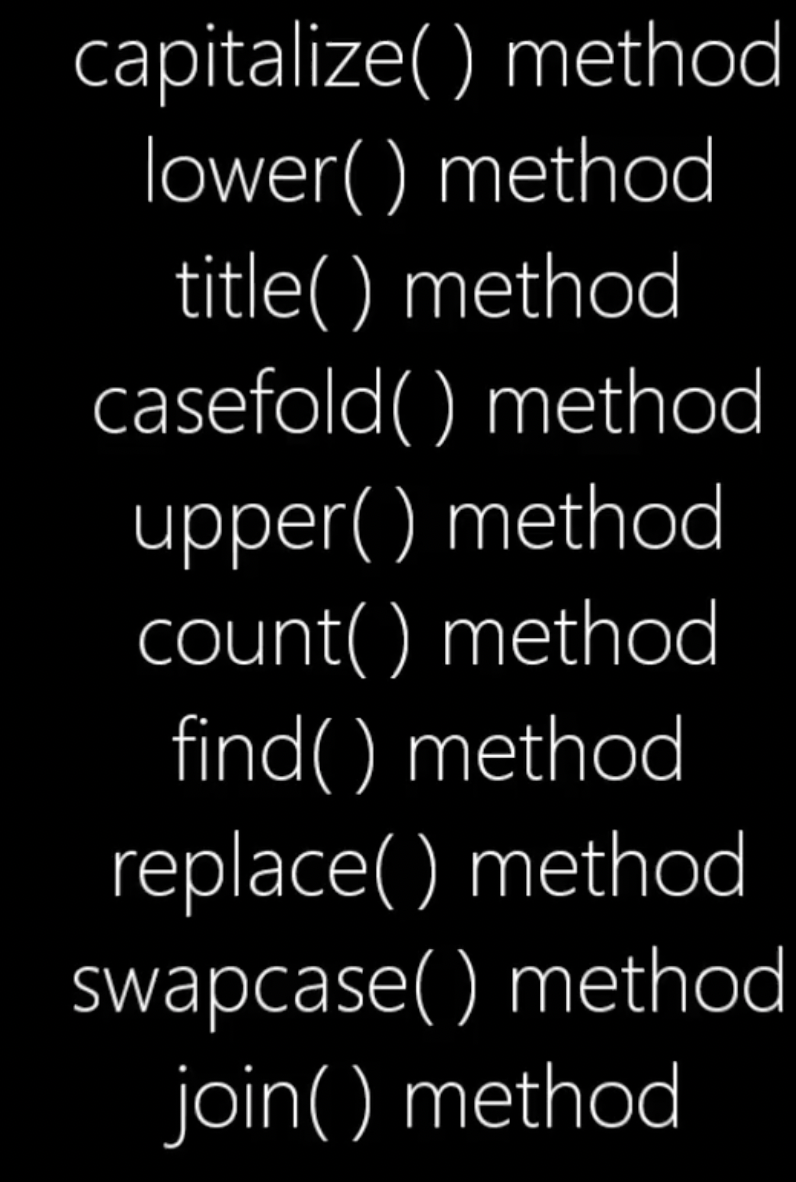 capitalize( ) method
lower( ) method
title( ) method
casefold( ) method
upper( ) method
count( ) method
find( ) method
replace( ) method
swapcase( ) method
join( ) method